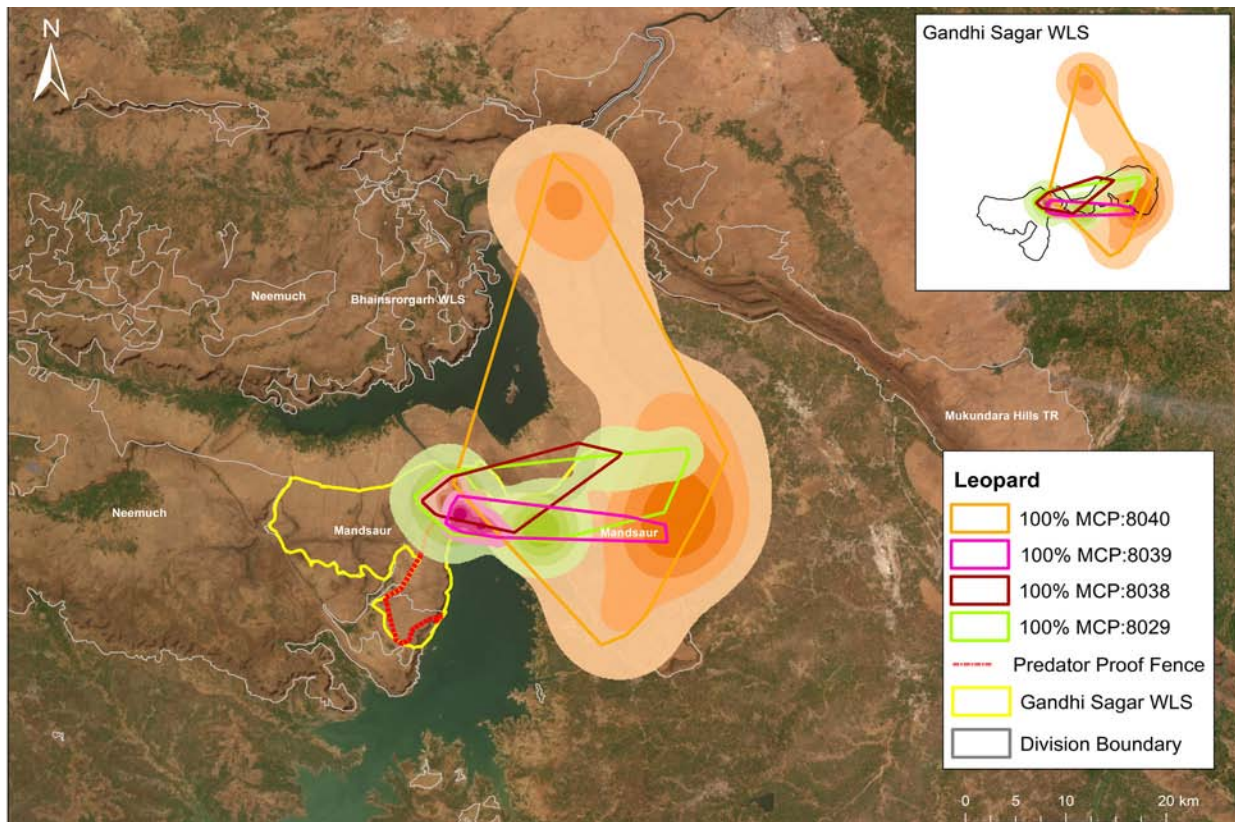 N
Gandhi Sagar WLS
Neemuch
Bhainsrorgarh WLS
Mukundara Hills TR
Neemuch
Mandsaur
Mandsaur
Leopard
100% MCP:8040
100% MCP:8039
100% MCP:8038
100% MCP:8029
Predator Proof Fence
Gandhi Sagar WLS
Division Boundary
0 5 10 20 km